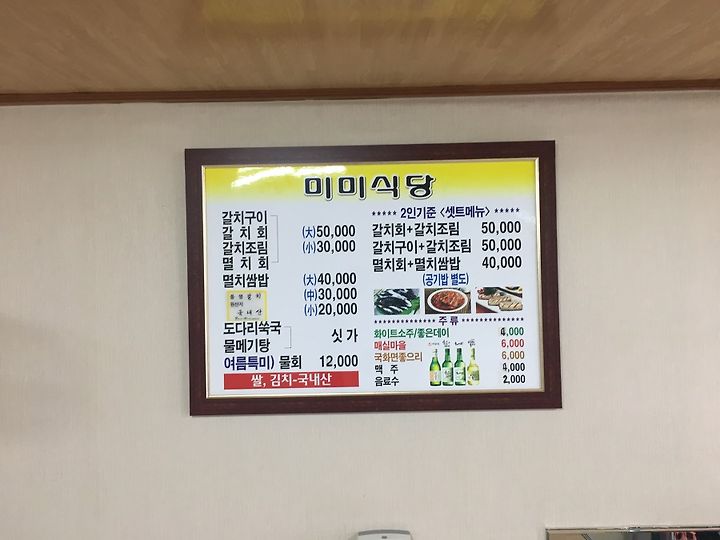 미미식당
갈치구이
갈 치 회 (大)50,000
갈치조림 (小)30,000
멸 치 회
멸치쌈밥 (大)40,000
(中)30,000
(小)20,000
국내산
도다리쑥국
물메기탕 싯가
여름특미) 물회 12,000
쌀, 김치-국내산
***** 2인기준 <셋트메뉴> *****
갈치회+갈치조림 50,000
갈치구이+갈치조림 50,000
멸치회+멸치쌈밥 40,000
(공기밥 별도)
주 류
화이트소주/좋은데이 4,000
매실마을 6,000
국화면좋으리 6,000
맥 주 4,000
음료수 2,000